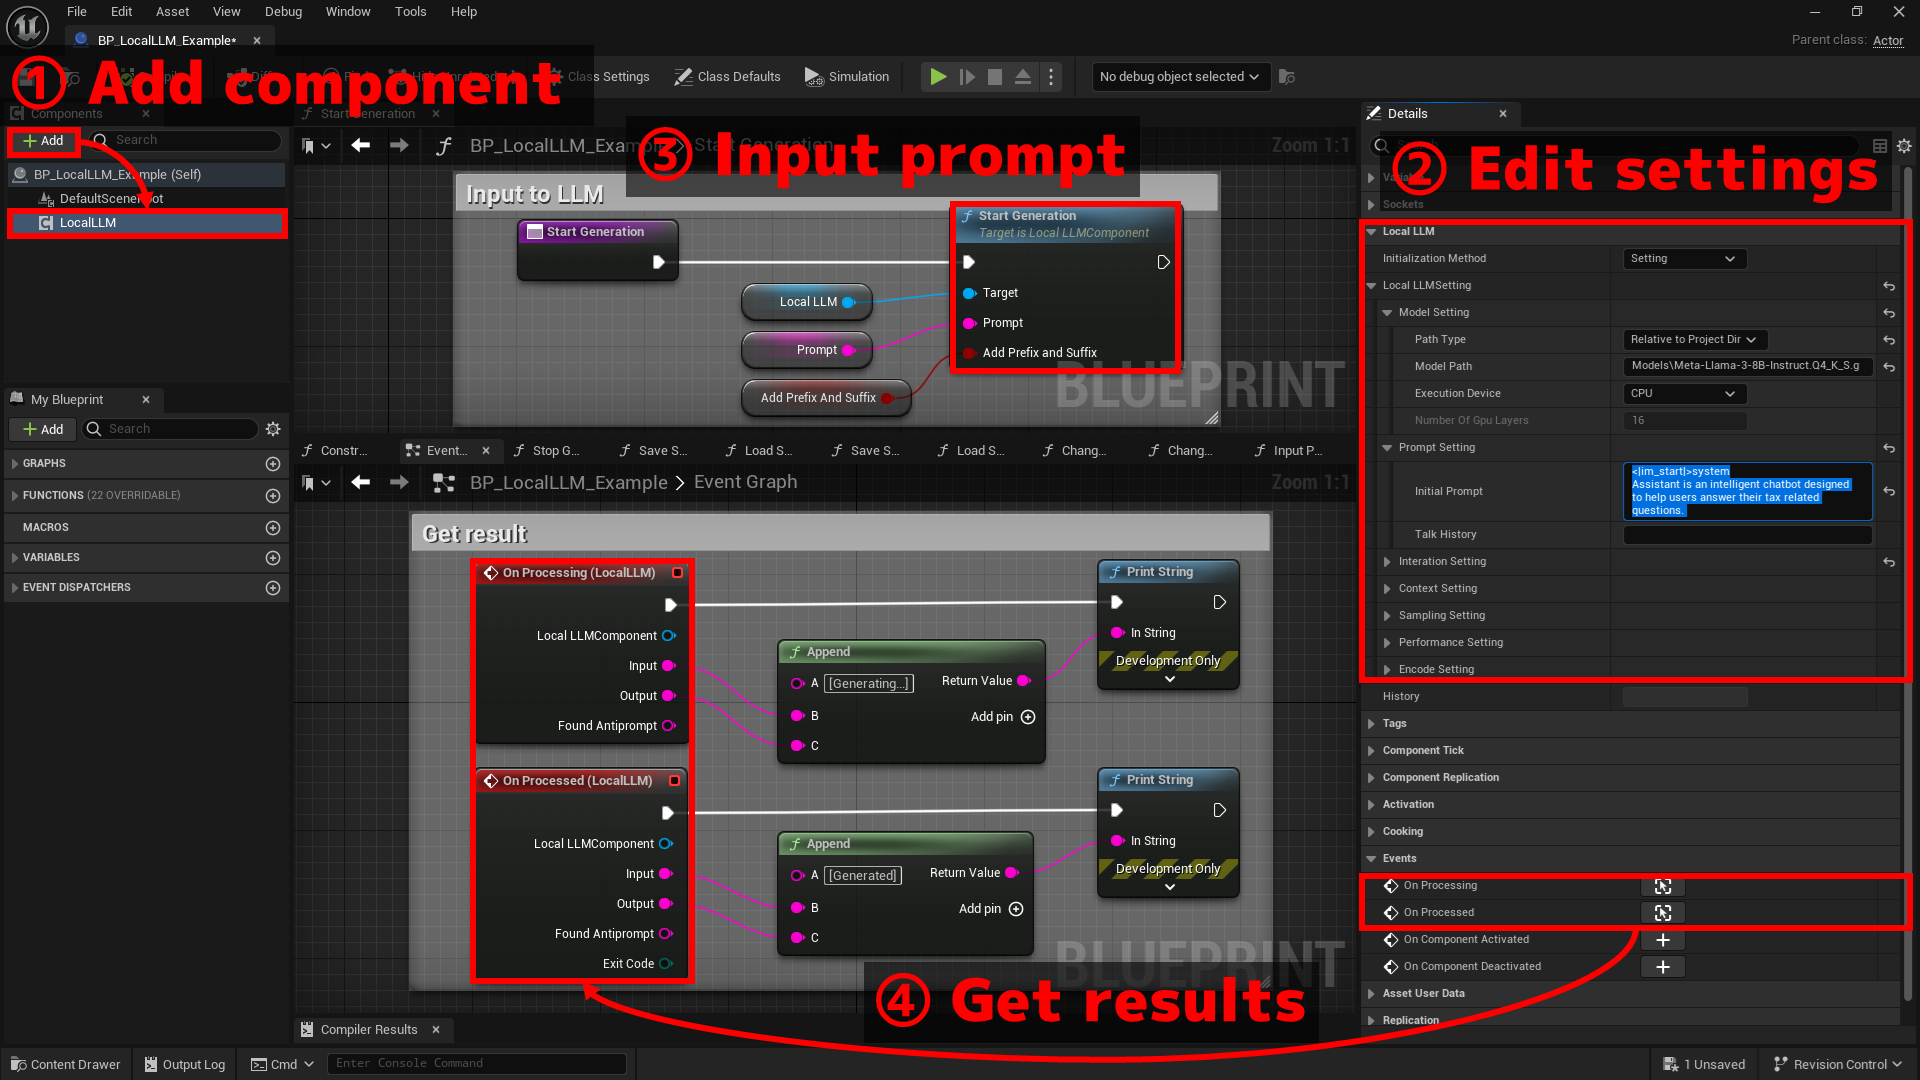 File Edit Asset View Debug Window Tools Help
BP_LocalLLM_Example*
Parent class: Actor
① Add component
Class Settings
Class Defaults
Simulation
No debug object selected
Components
Add
Search
BP_LocalLLM_Example (Self)
LocalLLM
My Blueprint
Add
Search
GRAPHS
FUNCTIONS (22 OVERRIDABLE)
MACROS
VARIABLES
EVENT DISPATCHERS
Start Generation
Zoom 1:1
③ Input prompt
Input to LLM
Start Generation
Local LLM
Prompt
Add Prefix And Suffix
Start Generation
Target is Local LLMComponent
Target
Prompt
Add Prefix and Suffix
BLUEPRINT
Constr...
Event...
Stop G...
Save S...
Load S...
Save S...
Load S...
Chang...
Chang...
Input P...
BP_LocalLLM_Example > Event Graph
Zoom 1:1
Get result
On Processing (LocalLLM)
Local LLMComponent
Input
Output
Found Antiprompt
Append
A [Generating...]
Return Value
B
Add pin
C
Print String
In String
Development Only
On Processed (LocalLLM)
Local LLMComponent
Input
Output
Found Antiprompt
Exit Code
Append
A [Generated]
Return Value
B
Add pin
C
Print String
In String
Development Only
BLUEPRINT
④ Get results
Compiler Results
Details
② Edit settings
Sockets
Local LLM
Initialization Method Setting
Local LLMSetting
Model Setting
Path Type Relative to Project Dir
Model Path Models\Meta-Llama-3-8B-Instruct.Q4_K_S.g
Execution Device CPU
Number Of Gpu Layers 16
Prompt Setting
Initial Prompt
<|im_start|>system
Assistant is an intelligent chatbot designed
to help users answer their tax related
questions.
Talk History
Interation Setting
Context Setting
Sampling Setting
Performance Setting
Encode Setting
History
Tags
Component Tick
Component Replication
Activation
Cooking
Events
On Processing
On Processed
On Component Activated
On Component Deactivated
Asset User Data
Replication
Content Drawer
Output Log
Cmd
Enter Console Command
1 Unsaved
Revision Control